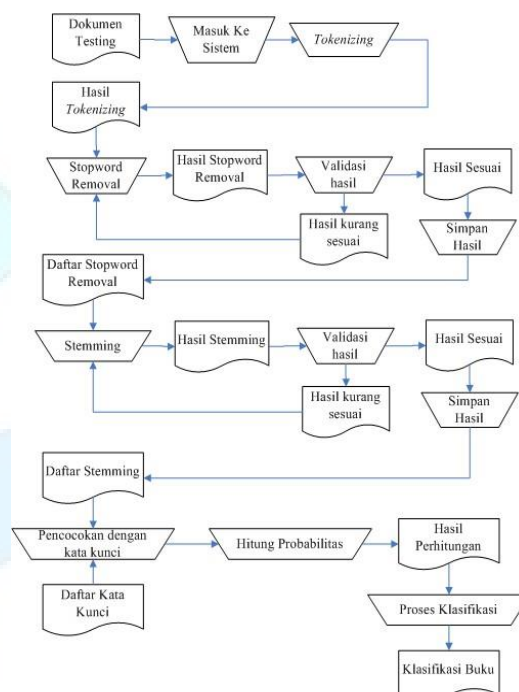 Dokumen
Testing
Masuk Ke
Sistem
Tokenizing
Hasil
Tokenizing
Stopword
Removal
Hasil Stopword
Removal
Validasi
hasil
Hasil Sesuai
Hasil kurang
sesuai
Simpan
Hasil
Daftar Stopword
Removal
Stemming
Hasil Stemming
Validasi
hasil
Hasil Sesuai
Hasil kurang
sesuai
Simpan
Hasil
Daftar Stemming
Pencocokan dengan
kata kunci
Hitung Probabilitas
Hasil
Perhitungan
Daftar Kata
Kunci
Proses Klasifikasi
Klasifikasi Buku